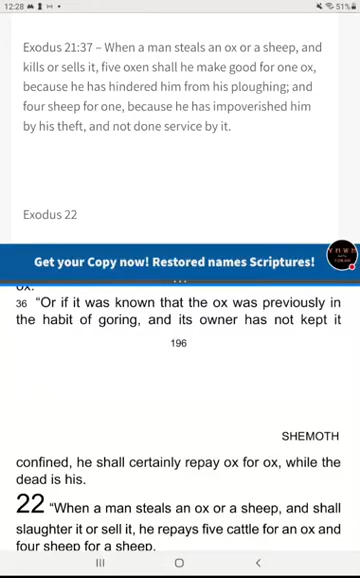 12:28 51%
Exodus 21:37 – When a man steals an ox or a sheep, and
kills or sells it, five oxen shall he make good for one ox,
because he has hindered him from his ploughing; and
four sheep for one, because he has impoverished him
by his theft, and not done service by it.
Exodus 22
Get your Copy now! Restored names Scriptures!
ox.
36 “Or if it was known that the ox was previously in
the habit of goring, and its owner has not kept it
196
SHEMOTH
confined, he shall certainly repay ox for ox, while the
dead is his.
22 “When a man steals an ox or a sheep, and shall
slaughter it or sell it, he repays five cattle for an ox and
four sheep for a sheep.